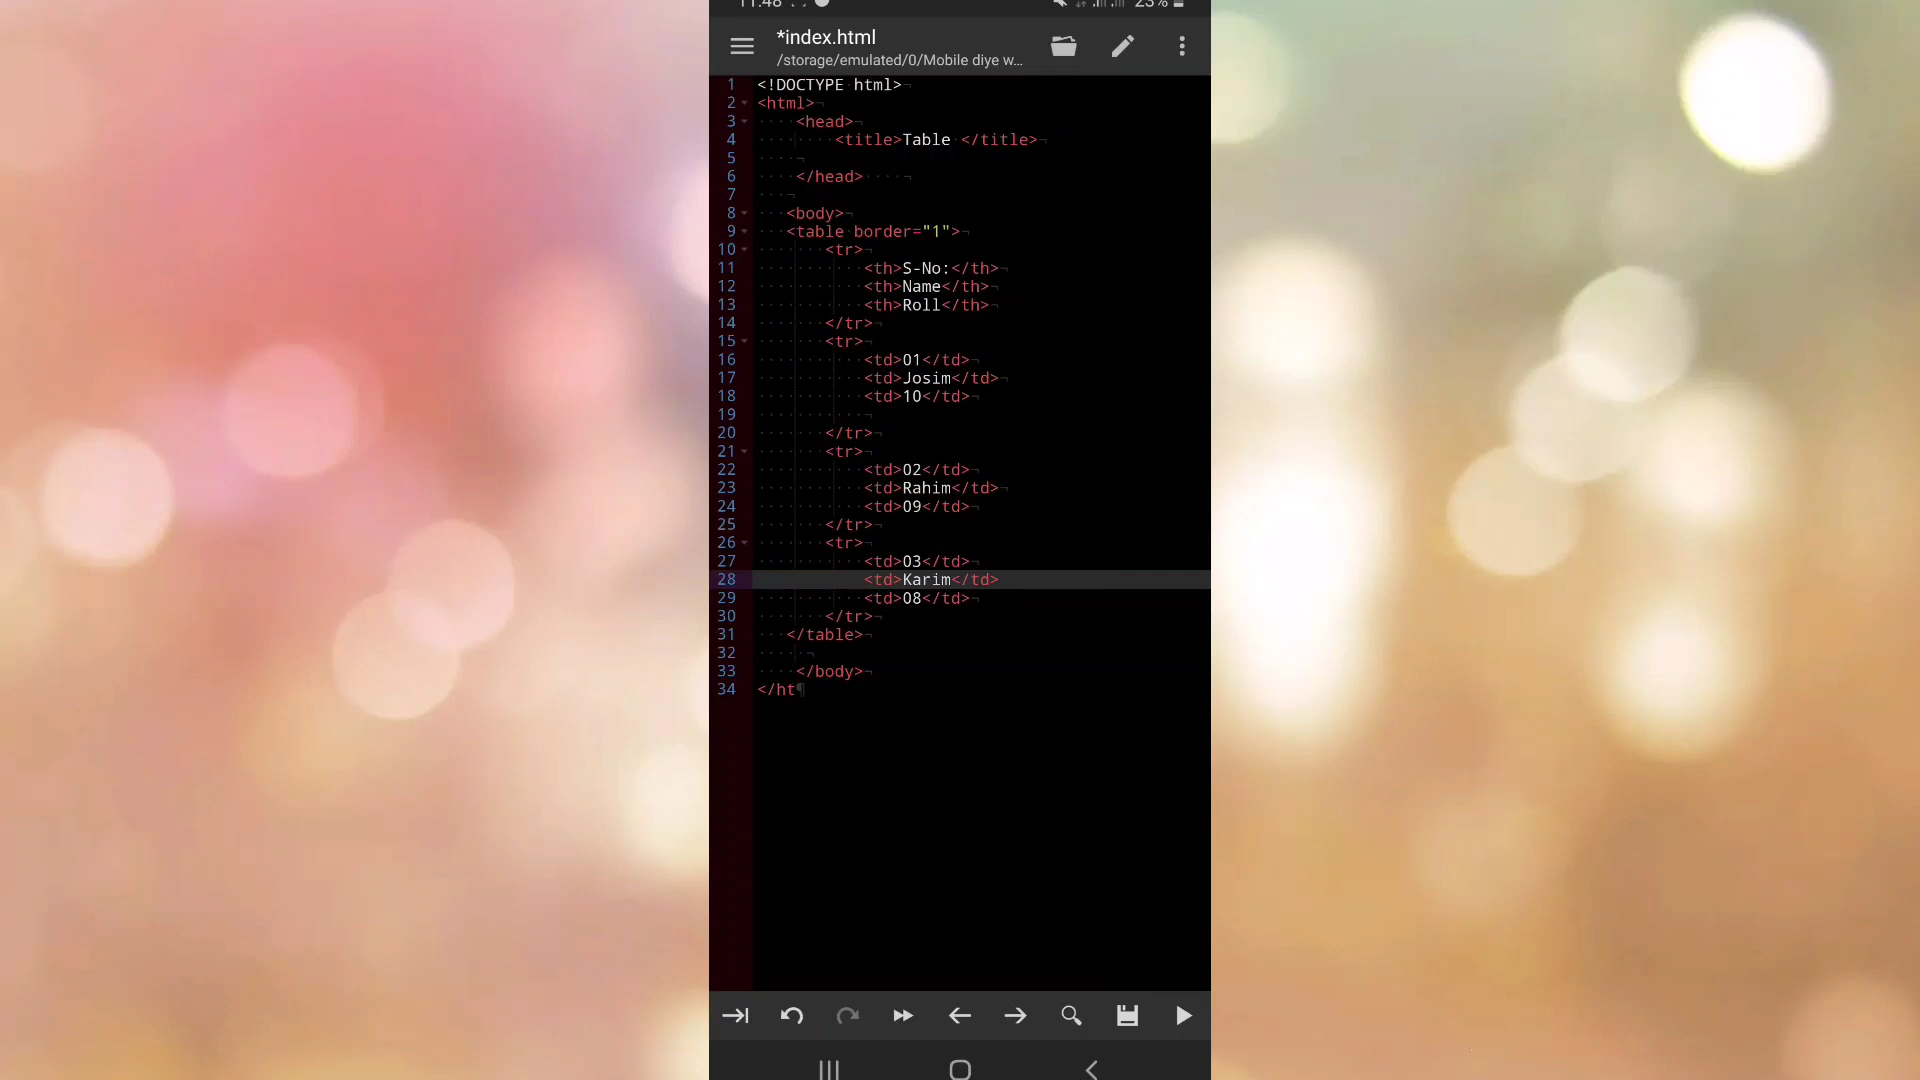 11:48 23%
*index.html
/storage/emulated/0/Mobile diye w...
1 <!DOCTYPE html>
2 <html>
3 <head>
4 <title>Table </title>
5
6 </head>
7
8 <body>
9 <table border="1">
10 <tr>
11 <th>S-No:</th>
12 <th>Name</th>
13 <th>Roll</th>
14 </tr>
15 <tr>
16 <td>01</td>
17 <td>Josim</td>
18 <td>10</td>
19
20 </tr>
21 <tr>
22 <td>02</td>
23 <td>Rahim</td>
24 <td>09</td>
25 </tr>
26 <tr>
27 <td>03</td>
28 <td>Karim</td>
29 <td>08</td>
30 </tr>
31 </table>
32
33 </body>
34 </ht